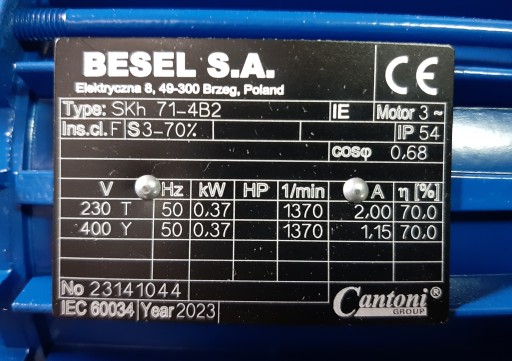 BESEL S.A.
Elektryczna 8, 49-300 Brzeg, Poland
CE
Type: SKh 71-4B2 IE Motor 3 ~
Ins.cl. F S3-70% IP 54
cosφ 0,68
V Hz kW HP 1/min A η [%]
230 T 50 0,37 1370 2,00 70,0
400 Y 50 0,37 1370 1,15 70,0
No 23141044
IEC 60034 Year 2023
Cantoni ®
GROUP